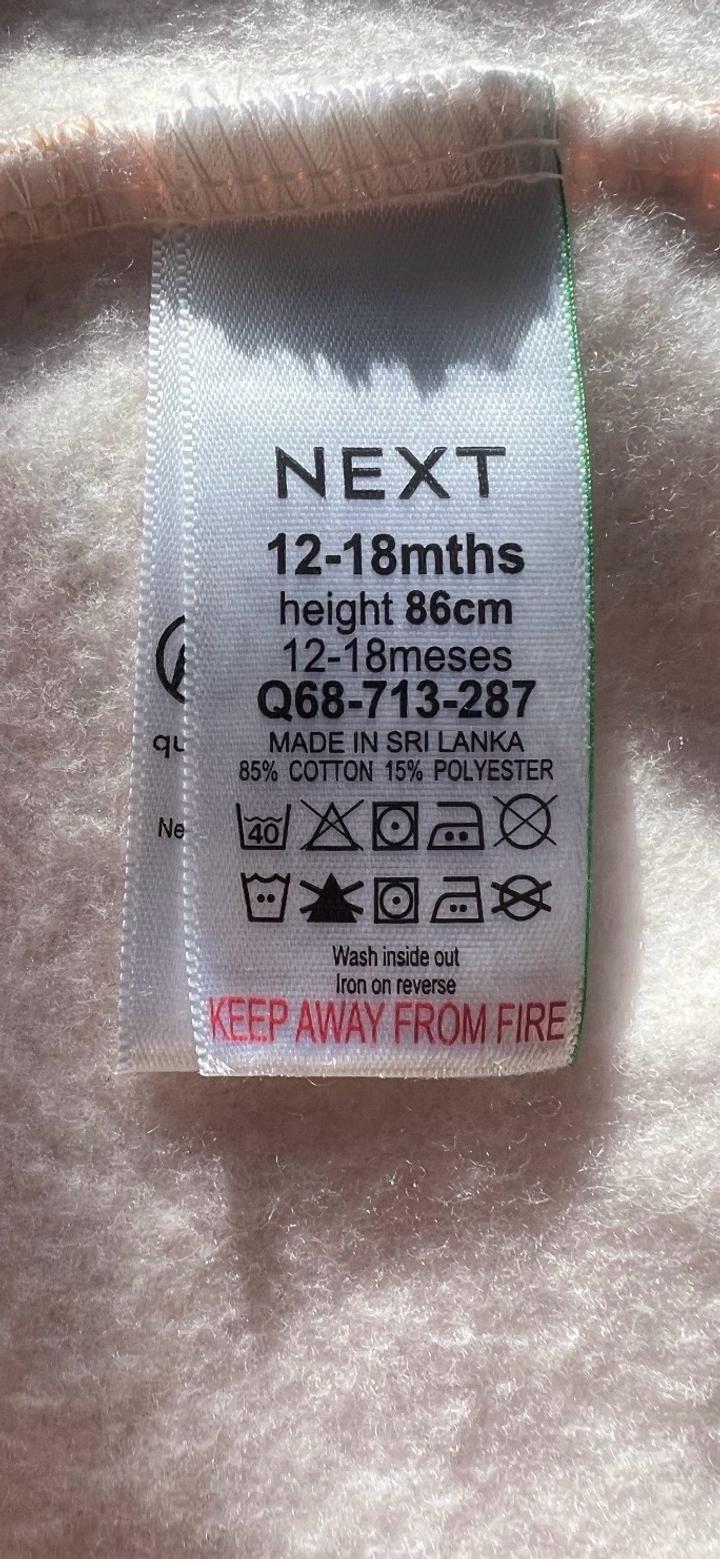 NEXT
12-18mths
height 86cm
12-18meses
Q68-713-287
MADE IN SRI LANKA
85% COTTON 15% POLYESTER
40
Wash inside out
Iron on reverse
KEEP AWAY FROM FIRE